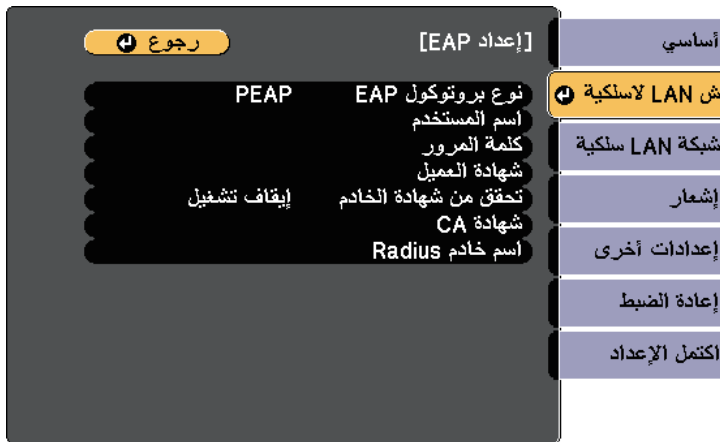 أساسي
ش LAN لاسلكية
شبكة LAN سلكية
إشعار
إعدادات أخرى
إعادة الضبط
اكتمل الإعداد
[إعداد EAP]
رجوع
نوع بروتوكول EAP PEAP
اسم المستخدم
كلمة المرور
شهادة العميل
تحقق من شهادة الخادم إيقاف تشغيل
شهادة CA
اسم خادم Radius